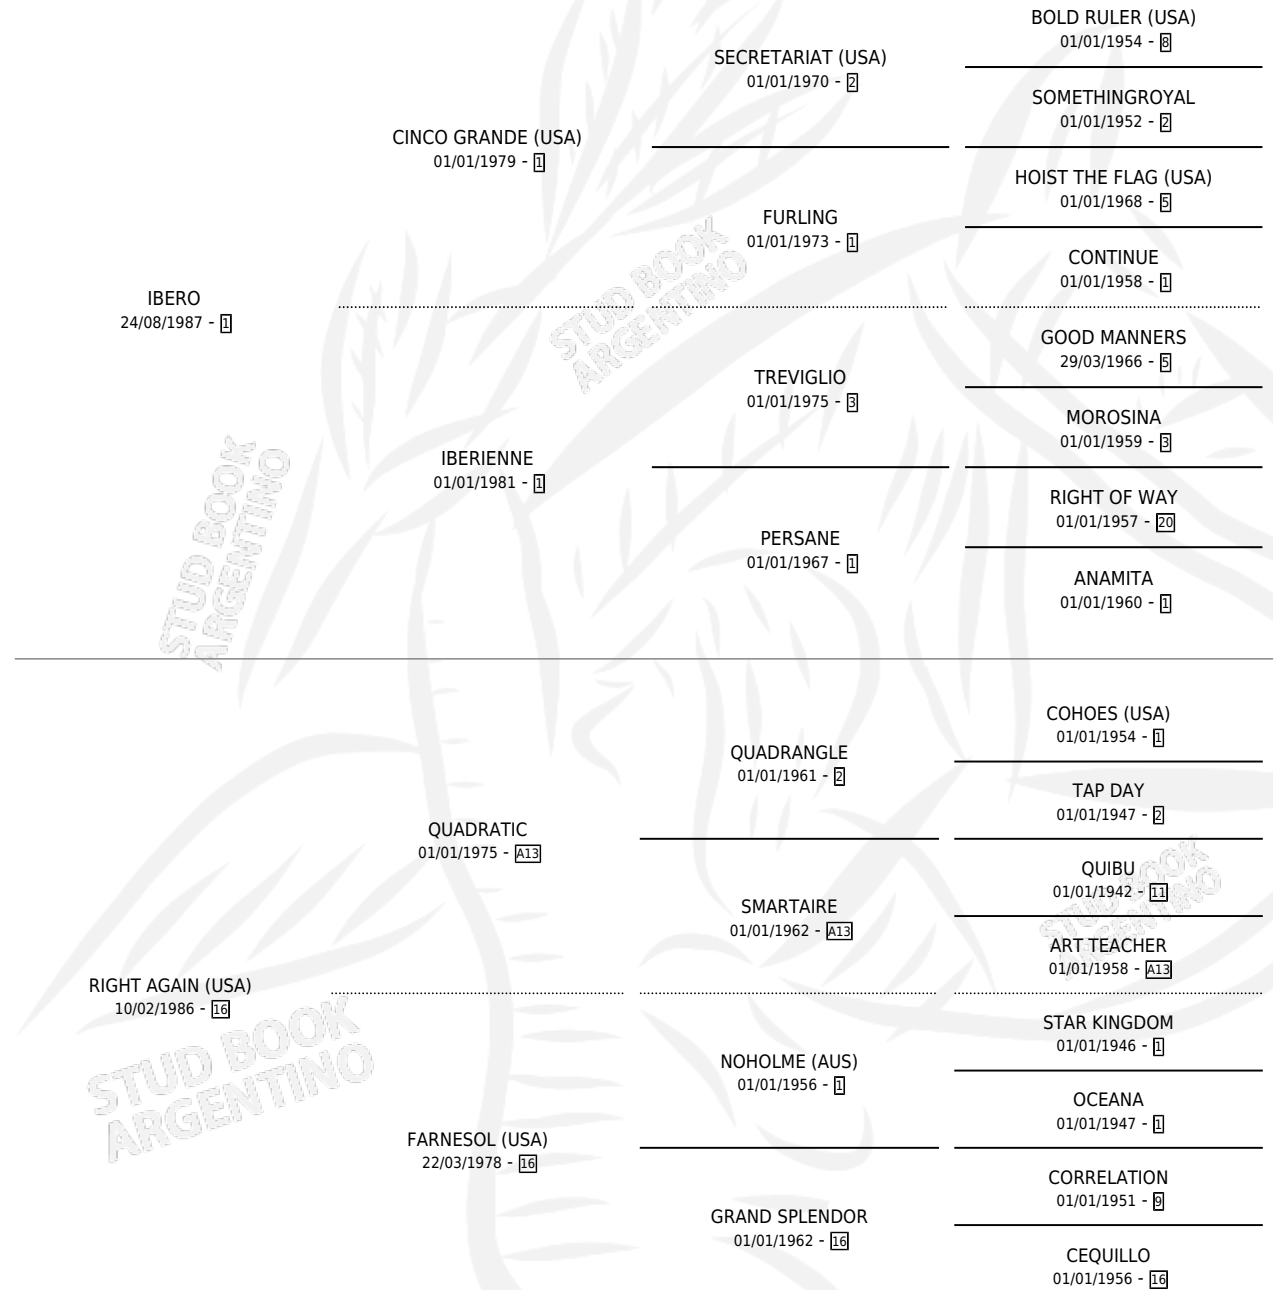 BOLD RULER (USA)
01/01/1954 - 8
SECRETARIAT (USA)
01/01/1970 - 2
SOMETHINGROYAL
01/01/1952 - 2
CINCO GRANDE (USA)
01/01/1979 - 1
HOIST THE FLAG (USA)
01/01/1968 - 5
FURLING
01/01/1973 - 1
CONTINUE
01/01/1958 - 1
IBERO
24/08/1987 - 1
STUD BOOK
ARGENTINO
GOOD MANNERS
29/03/1966 - 5
TREVIGLIO
01/01/1975 - 3
MOROSINA
01/01/1959 - 3
IBERIENNE
01/01/1981 - 1
RIGHT OF WAY
01/01/1957 - 20
PERSANE
01/01/1967 - 1
ANAMITA
01/01/1960 - 1
STUD BOOK
ARGENTINO
COHOES (USA)
01/01/1954 - 1
QUADRANGLE
01/01/1961 - 2
TAP DAY
01/01/1947 - 2
QUADRATIC
01/01/1975 - A13
QUIBU
01/01/1942 - 11
SMARTAIRE
01/01/1962 - A13
STUD BOOK
ARGENTINO
ART TEACHER
01/01/1958 - A13
RIGHT AGAIN (USA)
10/02/1986 - 16
STAR KINGDOM
01/01/1946 - 1
NOHOLME (AUS)
01/01/1956 - 1
STUD BOOK
ARGENTINO
OCEANA
01/01/1947 - 1
FARNESOL (USA)
22/03/1978 - 16
CORRELATION
01/01/1951 - 9
GRAND SPLENDOR
01/01/1962 - 16
CEQUILLO
01/01/1956 - 16